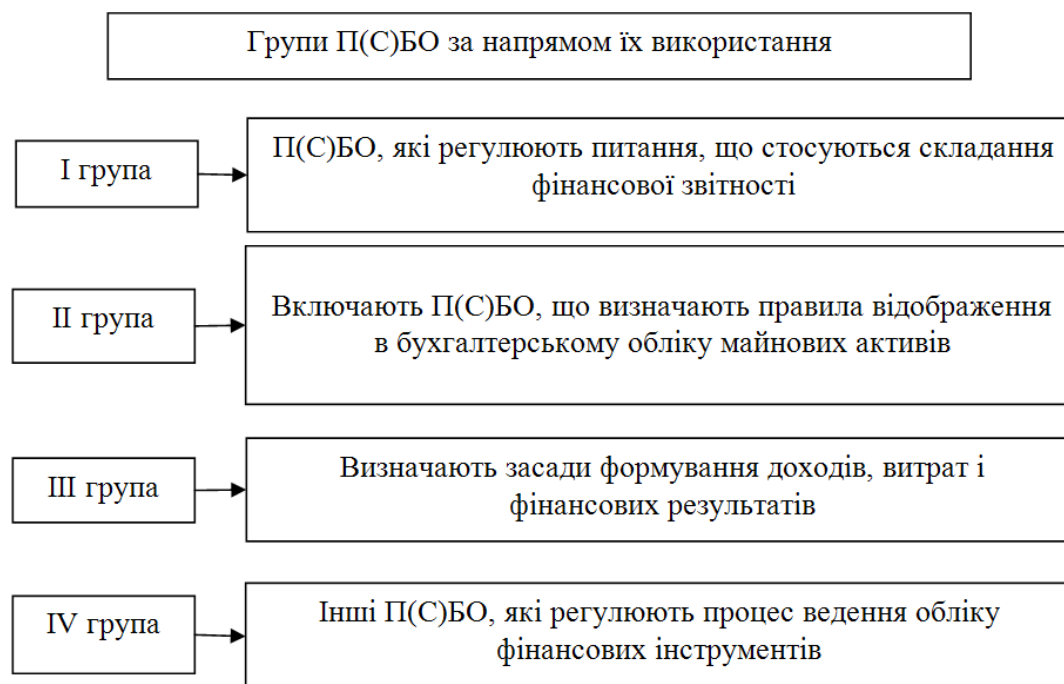 Групи П(С)БО за напрямом їх використання
І група
П(С)БО, які регулюють питання, що стосуються складання
фінансової звітності
ІІ група
Включають П(С)БО, що визначають правила відображення
в бухгалтерському обліку майнових активів
ІІІ група
Визначають засади формування доходів, витрат і
фінансових результатів
IV група
Інші П(С)БО, які регулюють процес ведення обліку
фінансових інструментів